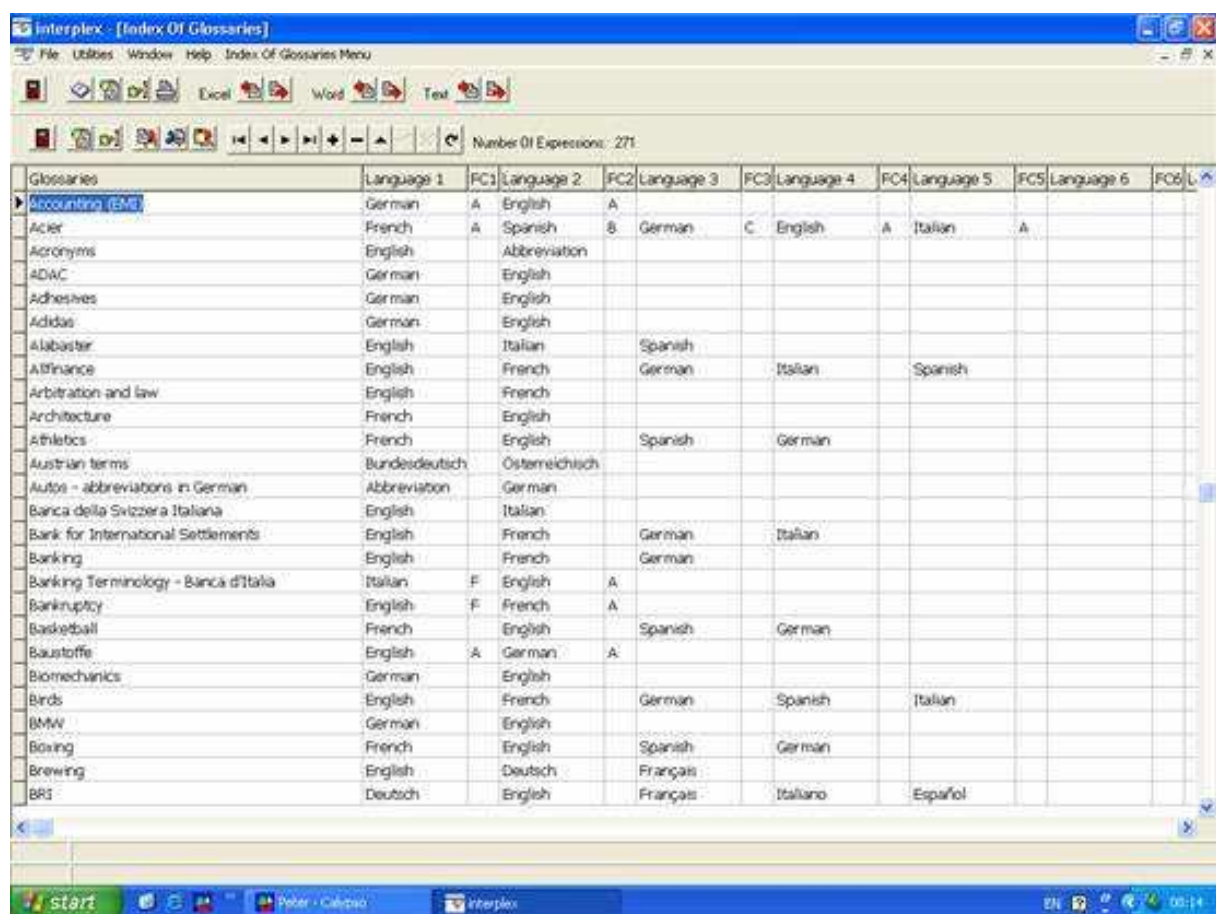 interplex - [Index Of Glossaries]
File Utilities Window Help Index Of Glossaries Menu
Excel Word Text
Number Of Expressions: 271
Glossaries Language 1 FC1 Language 2 FC2 Language 3 FC3 Language 4 FC4 Language 5 FC5 Language 6 FC6 L
Accounting (EMI) German A English A
Acier French A Spanish B German C English A Italian A
Acronyms English Abbreviation
ADAC German English
Adhesives German English
Adidas German English
Alabaster English Italian Spanish
Allfinance English French German Italian Spanish
Arbitration and law English French
Architecture French English
Athletics French English Spanish German
Austrian terms Bundesdeutsch Österreichisch
Autos - abbreviations in German Abbreviation German
Banca della Svizzera Italiana English Italian
Bank for International Settlements English French German Italian
Banking English French German
Banking Terminology - Banca d'Italia Italian F English A
Bankruptcy English F French A
Basketball French English Spanish German
Baustoffe English A German A
Biomechanics German English
Birds English French German Spanish Italian
BMW German English
Boxing French English Spanish German
Brewing English Deutsch Français
BRI Deutsch English Français Italiano Español
start Peter - Calypso interplex EN 00:14